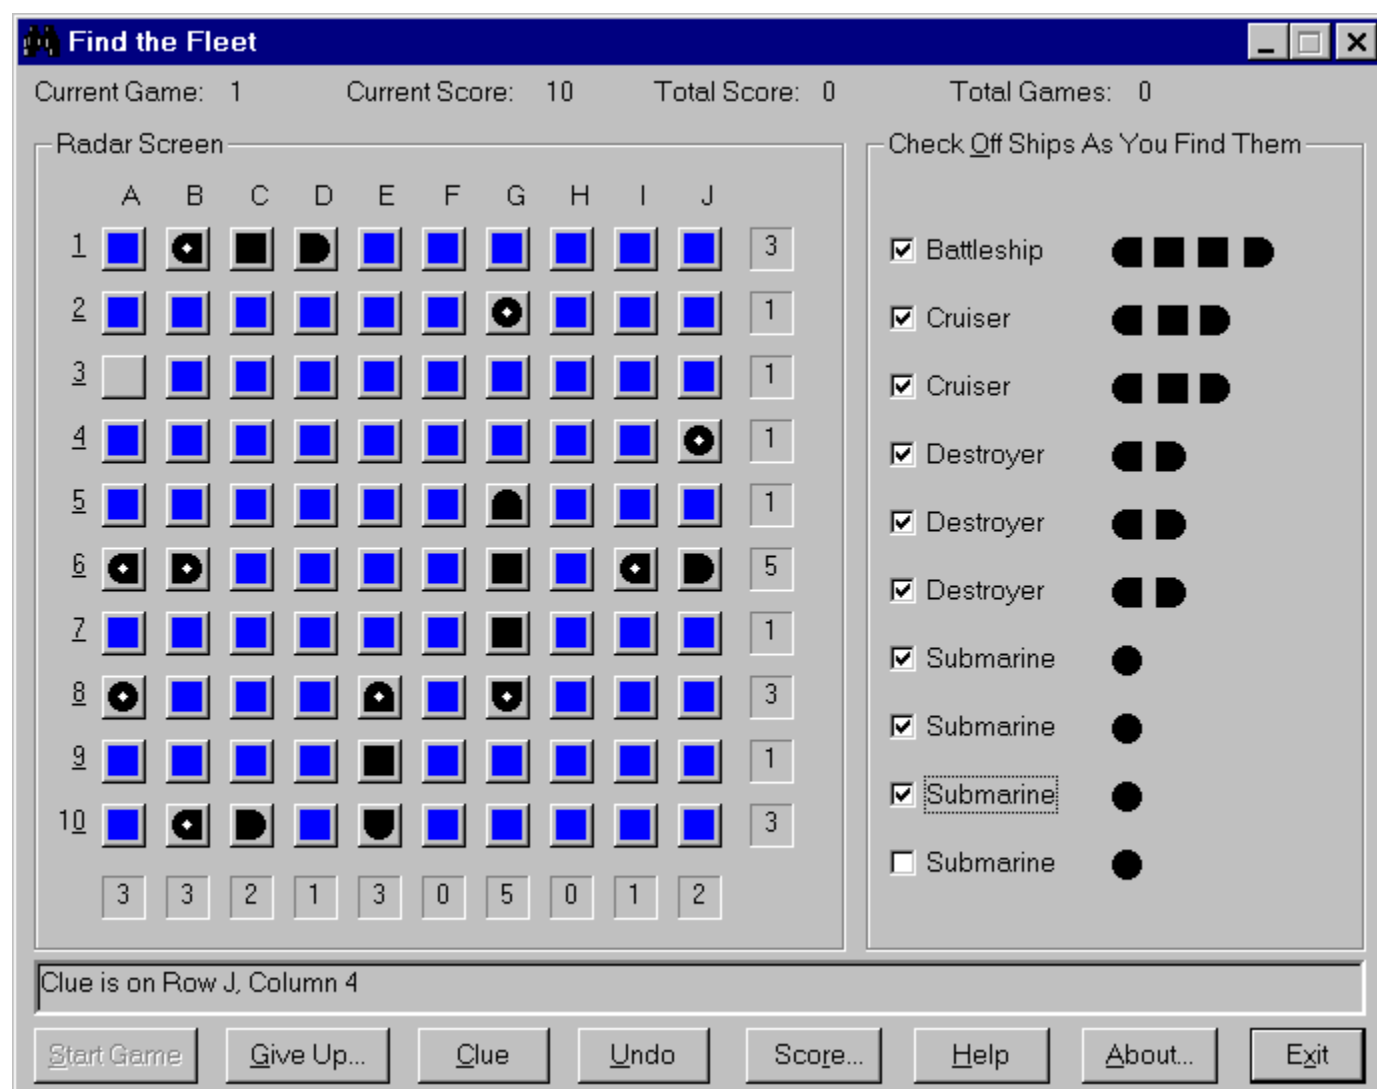 Find the Fleet
Current Game: 1 Current Score: 10 Total Score: 0 Total Games: 0
Radar Screen
A B C D E F G H I J
1 3
2 1
3 1
4 1
5 1
6 5
7 1
8 3
9 1
10 3
3 3 2 1 3 0 5 0 1 2
Check Off Ships As You Find Them
Battleship
Cruiser
Cruiser
Destroyer
Destroyer
Destroyer
Submarine
Submarine
Submarine
Submarine
Clue is on Row J, Column 4
Start Game Give Up... Clue Undo Score... Help About... Exit